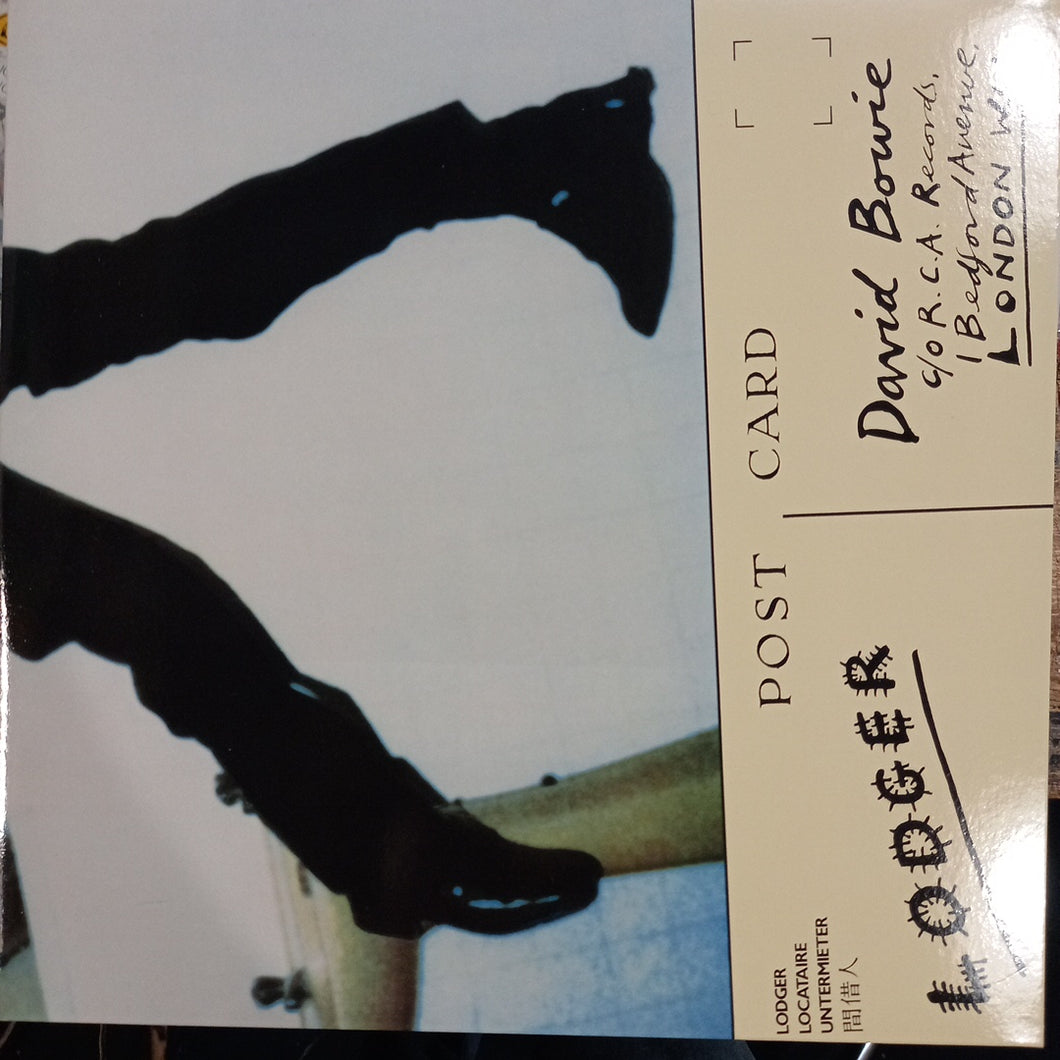 POST CARD
LODGER
LOCATAIRE
UNTERMIETER
間借人
LODGER
David Bowie
c/o R.C.A. Records,
1 Bedford Avenue,
LONDON